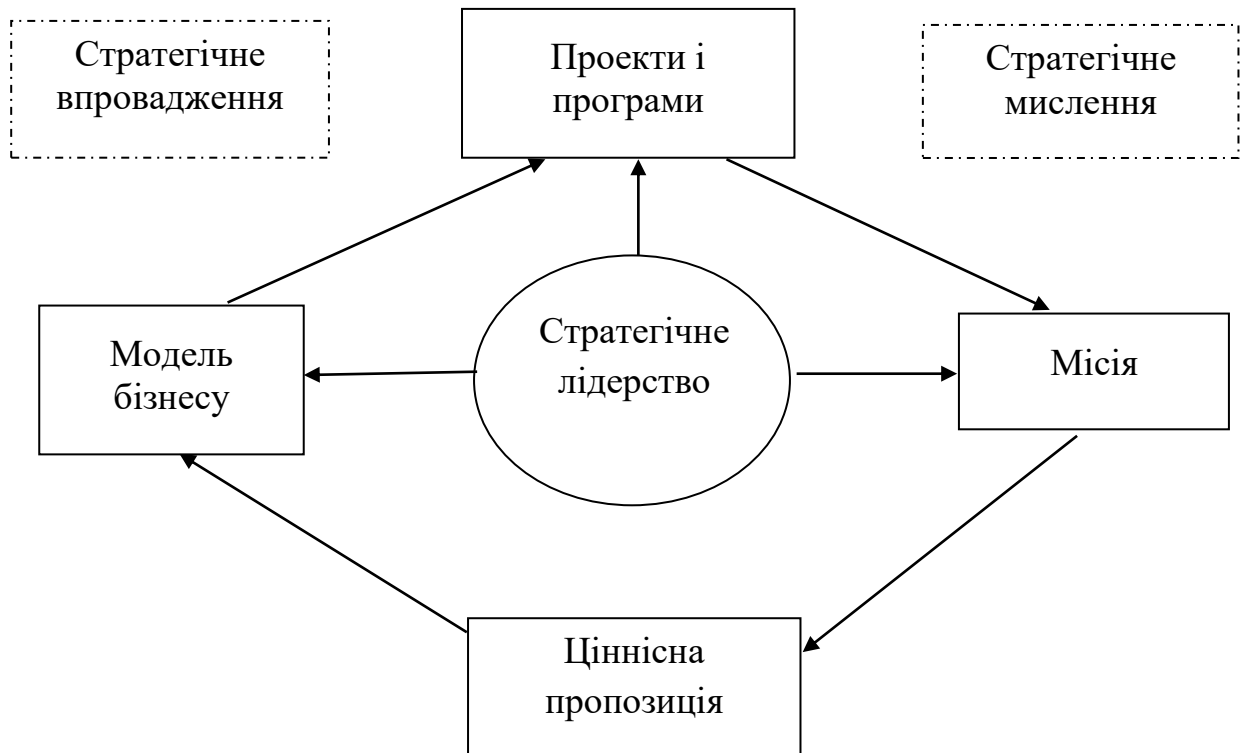 Стратегічне
впровадження
Проекти і
програми
Стратегічне
мислення
Модель
бізнесу
Стратегічне
лідерство
Місія
Ціннісна
пропозиція